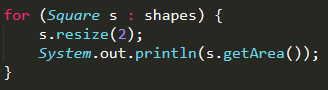 for (Square s : shapes) {
    s.resize(2);
    System.out.println(s.getArea());
}